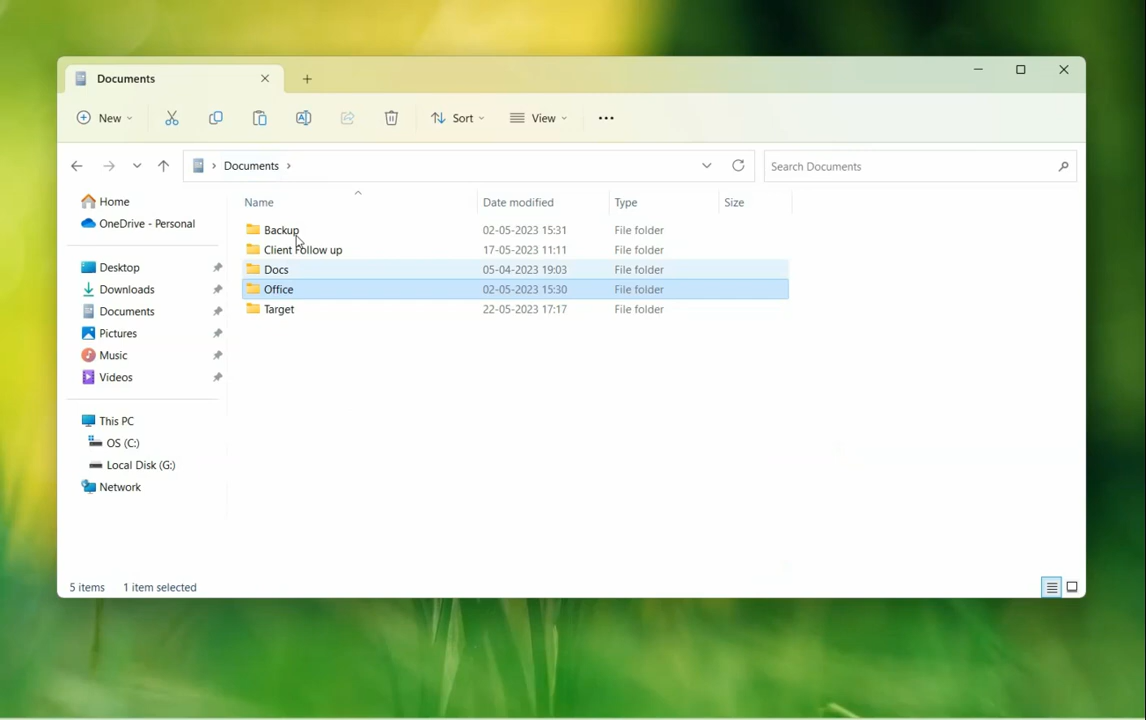 Documents
New
Sort
View
Documents
Search Documents
Home
OneDrive - Personal
Desktop
Downloads
Documents
Pictures
Music
Videos
This PC
OS (C:)
Local Disk (G:)
Network
Name Date modified Type Size
Backup 02-05-2023 15:31 File folder
Client Follow up 17-05-2023 11:11 File folder
Docs 05-04-2023 19:03 File folder
Office 02-05-2023 15:30 File folder
Target 22-05-2023 17:17 File folder
5 items 1 item selected